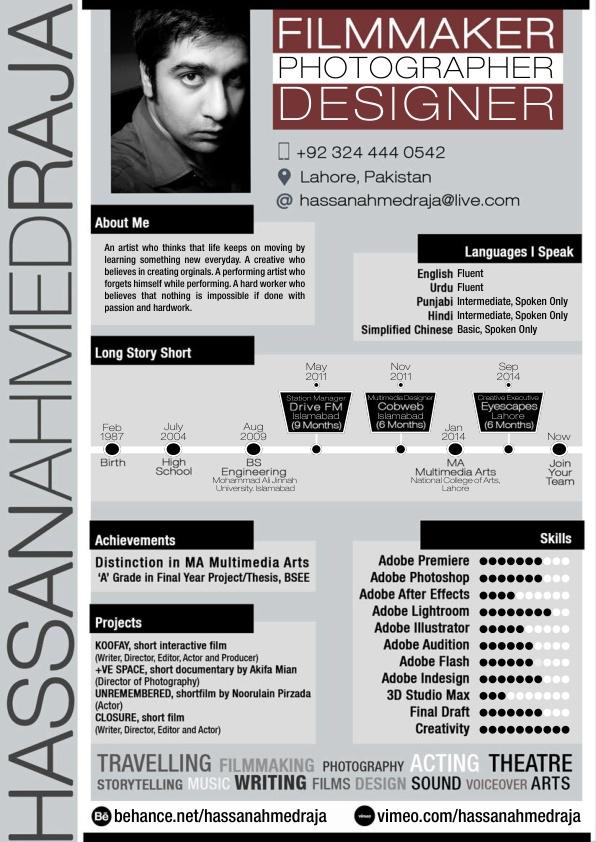 HASSANAHMEDRAJA
FILMMAKER
PHOTOGRAPHER
DESIGNER
+92 324 444 0542
Lahore, Pakistan
@ hassanahmedraja@live.com
About Me
An artist who thinks that life keeps on moving by
learning something new everyday. A creative who
believes in creating orginals. A performing artist who
forgets himself while performing. A hard worker who
believes that nothing is impossible if done with
passion and hardwork.
Languages I Speak
English Fluent
Urdu Fluent
Punjabi Intermediate, Spoken Only
Hindi Intermediate, Spoken Only
Simplified Chinese Basic, Spoken Only
Long Story Short
May
2011
Station Manager
Drive FM
Islamabad
(9 Months)
Nov
2011
Multimedia Designer
Cobweb
Islamabad
(6 Months)
Sep
2014
Creative Executive
Eyescapes
Lahore
(6 Months)
Feb
1987
Birth
July
2004
High
School
Aug
2009
BS
Engineering
Mohammad Ali Jinnah
University, Islamabad
Jan
2014
MA
Multimedia Arts
National College of Arts,
Lahore
Now
Join
Your
Team
Achievements
Distinction in MA Multimedia Arts
'A' Grade in Final Year Project/Thesis, BSEE
Projects
KOOFAY, short interactive film
(Writer, Director, Editor, Actor and Producer)
+VE SPACE, short documentary by Akifa Mian
(Director of Photography)
UNREMEMBERED, shortfilm by Noorulain Pirzada
(Actor)
CLOSURE, short film
(Writer, Director, Editor and Actor)
Skills
Adobe Premiere
Adobe Photoshop
Adobe After Effects
Adobe Lightroom
Adobe Illustrator
Adobe Audition
Adobe Flash
Adobe Indesign
3D Studio Max
Final Draft
Creativity
TRAVELLING FILMMAKING PHOTOGRAPHY ACTING THEATRE
STORYTELLING MUSIC WRITING FILMS DESIGN SOUND VOICEOVER ARTS
Bē behance.net/hassanahmedraja
vimeo vimeo.com/hassanahmedraja